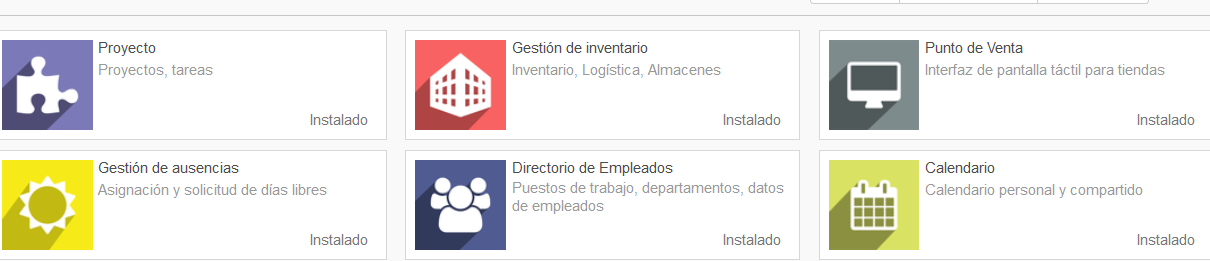 Proyecto
Proyectos, tareas
Instalado
Gestión de inventario
Inventario, Logística, Almacenes
Instalado
Punto de Venta
Interfaz de pantalla táctil para tiendas
Instalado
Gestión de ausencias
Asignación y solicitud de días libres
Instalado
Directorio de Empleados
Puestos de trabajo, departamentos, datos
de empleados
Instalado
Calendario
Calendario personal y compartido
Instalado